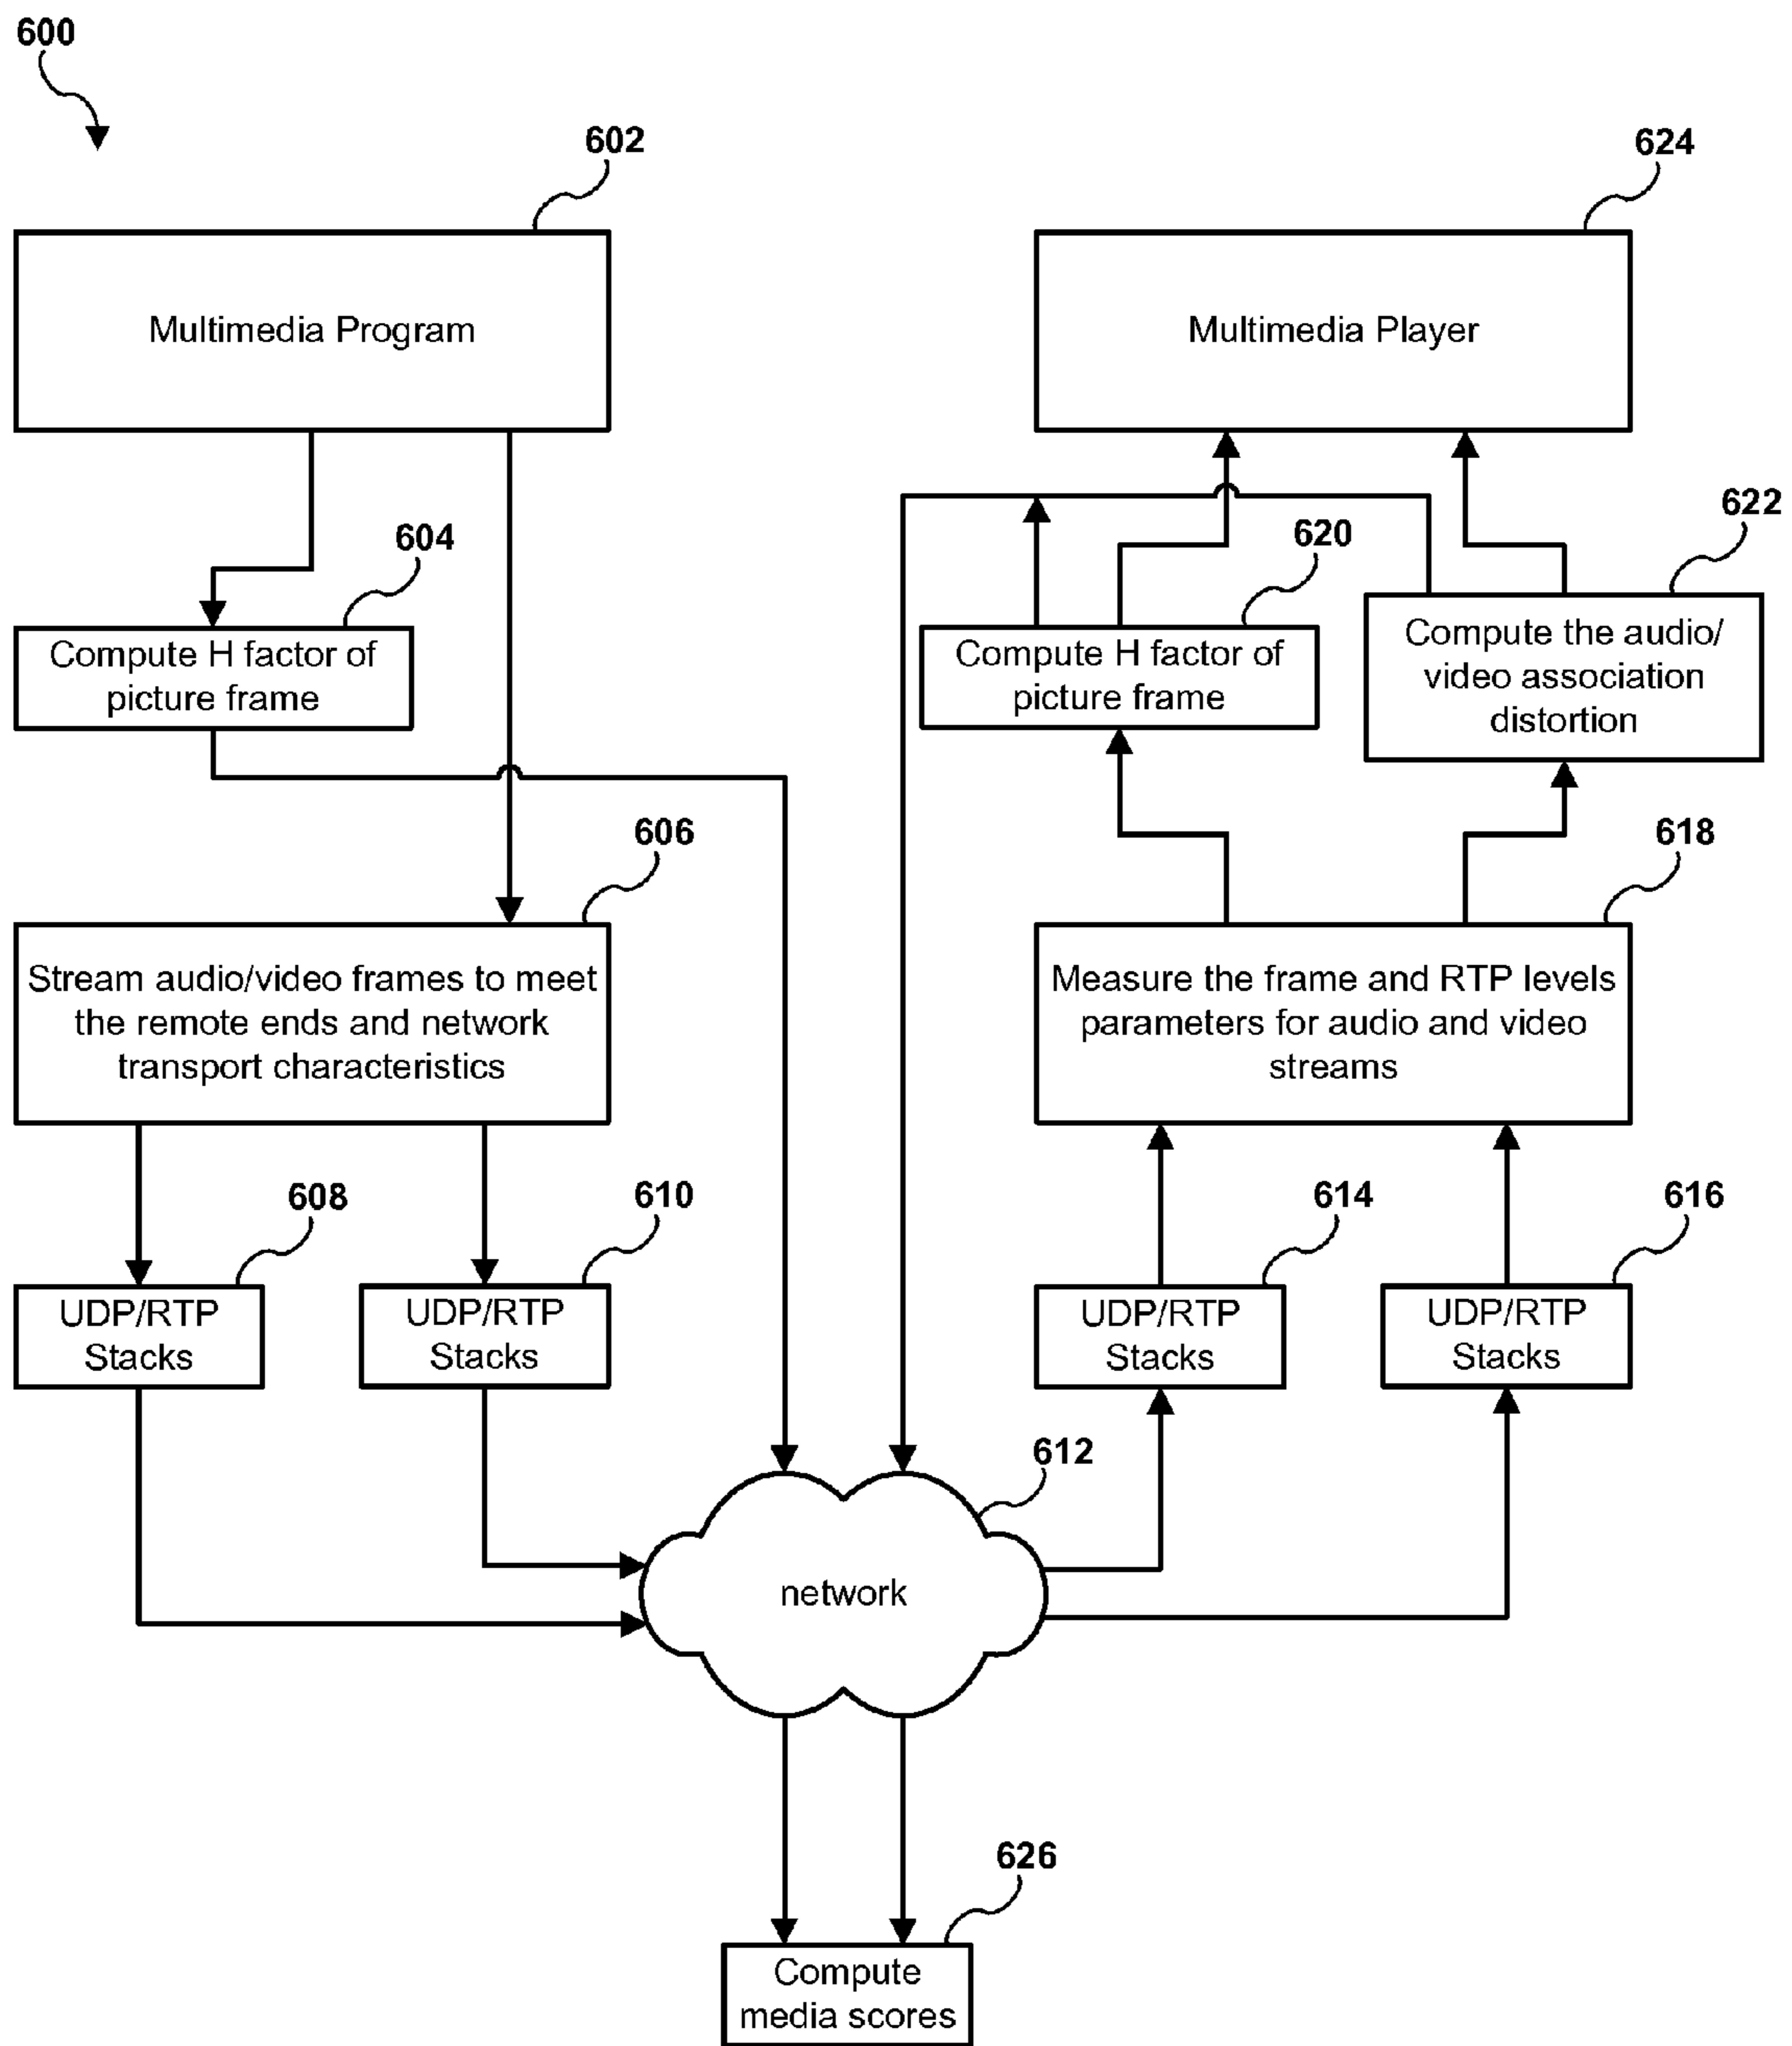 600
602
624
Multimedia Program
Multimedia Player
622
604
620
Compute H factor of
picture frame
Compute H factor of
picture frame
Compute the audio/
video association
distortion
606
618
Stream audio/video frames to meet
the remote ends and network
transport characteristics
Measure the frame and RTP levels
parameters for audio and video
streams
608
610
614
616
UDP/RTP
Stacks
UDP/RTP
Stacks
UDP/RTP
Stacks
UDP/RTP
Stacks
612
network
626
Compute
media scores